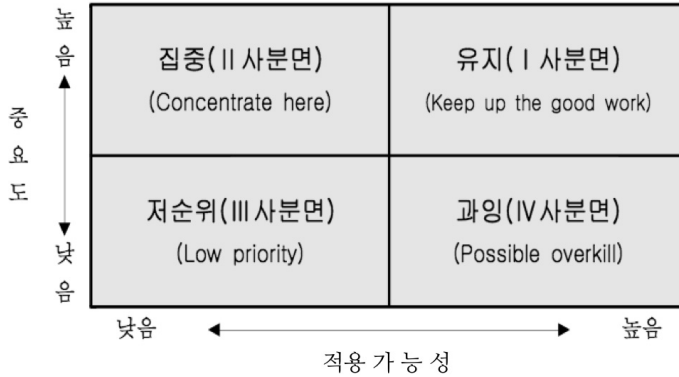 높음
집중(Ⅱ사분면)
(Concentrate here)
유지(Ⅰ사분면)
(Keep up the good work)
중요도
저순위(Ⅲ사분면)
(Low priority)
과잉(Ⅳ사분면)
(Possible overkill)
낮음
낮음
높음
적용 가 능 성